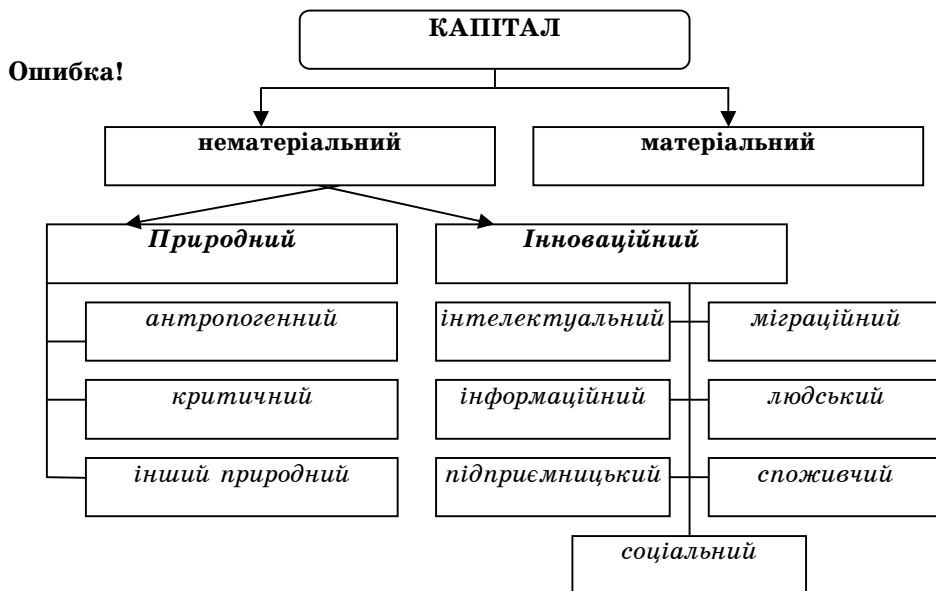 КАПІТАЛ
Ошибка!
нематеріальний
матеріальний
Природний
Інноваційний
антропогенний
інтелектуальний
міграційний
критичний
інформаційний
людський
інший природний
підприємницький
споживчий
соціальний